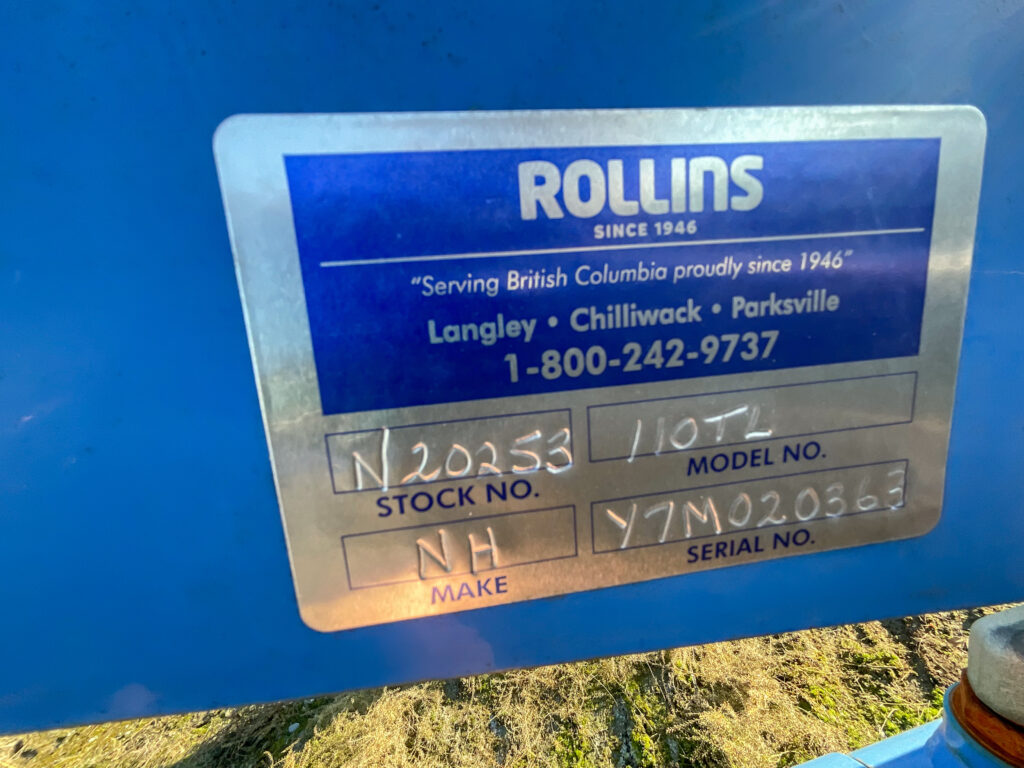 ROLLINS
SINCE 1946
"Serving British Columbia proudly since 1946"
Langley • Chilliwack • Parksville
1-800-242-9737
N20253 110TL
STOCK NO. MODEL NO.
NH Y7M020363
MAKE SERIAL NO.